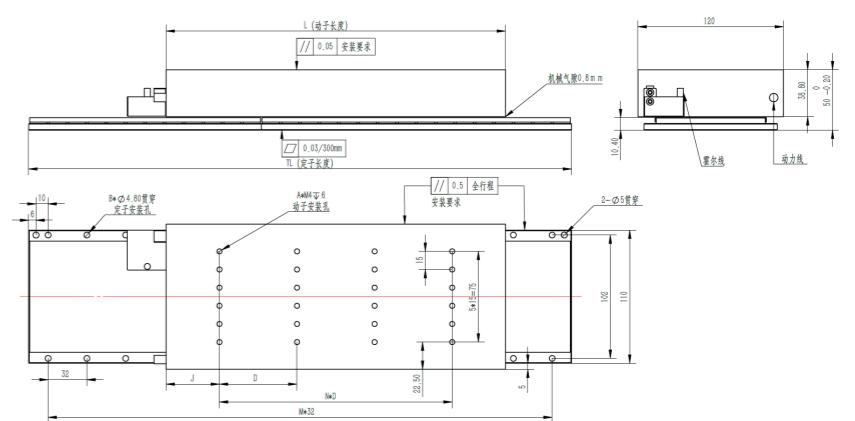 L (动子长度)
// 0.05 安装要求
机械气隙0.8mm
120
38.80
0
50 -0.20
10.40
霍尔线
动力线
▱ 0.03/300mm
TL (定子长度)
// 0.5 全行程
安装要求
B*Ø4.80贯穿
定子安装孔
A*M4↧6
动子安装孔
2-Ø5贯穿
10
6
15
5*15=75
102
110
32
J
D
22.50
5
N*D
M*32